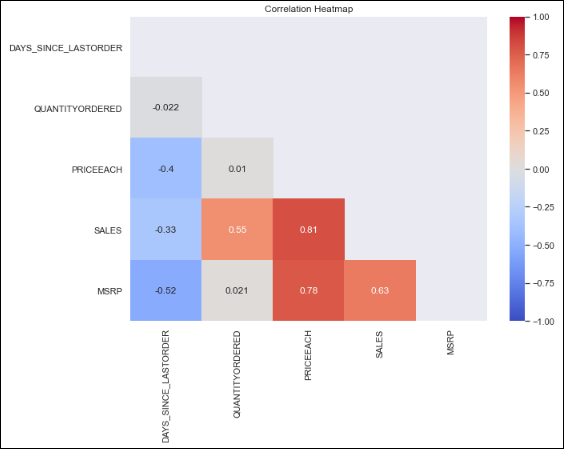 Correlation Heatmap
DAYS_SINCE_LASTORDER
QUANTITYORDERED
-0.022
PRICEEACH
-0.4 0.01
SALES
-0.33 0.55 0.81
MSRP
-0.52 0.021 0.78 0.63
DAYS_SINCE_LASTORDER
QUANTITYORDERED
PRICEEACH
SALES
MSRP
1.00
0.75
0.50
0.25
0.00
−0.25
−0.50
−0.75
−1.00